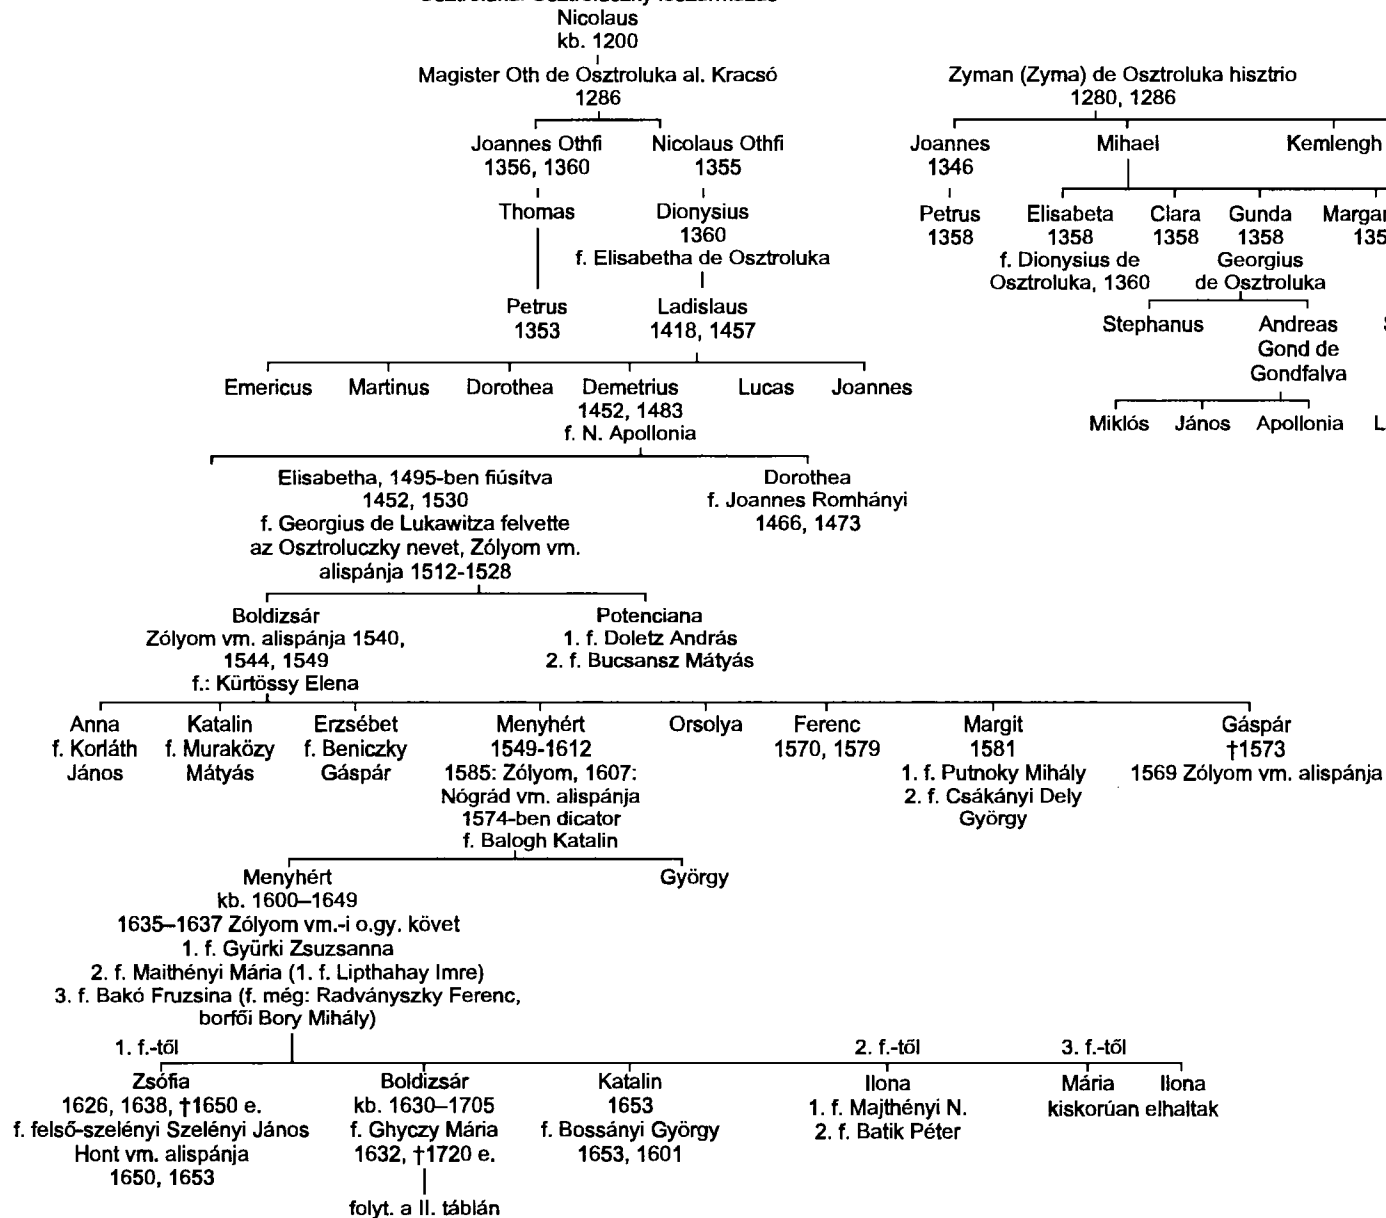 Nicolaus
kb. 1200
Magister Oth de Osztroluka al. Kracsó
1286
Joannes Othfi
1356, 1360
Nicolaus Othfi
1355
Thomas
Dionysius
1360
f. Elisabetha de Osztroluka
Petrus
1353
Ladislaus
1418, 1457
Emericus
Martinus
Dorothea
Demetrius
1452, 1483
f. N. Apollonia
Lucas
Joannes
Elisabetha, 1495-ben fiúsítva
1452, 1530
f. Georgius de Lukawitza felvette
az Osztroluczky nevet, Zólyom vm.
alispánja 1512-1528
Dorothea
f. Joannes Romhányi
1466, 1473
Boldizsár
Zólyom vm. alispánja 1540,
1544, 1549
f.: Kürtössy Elena
Potenciana
1. f. Doletz András
2. f. Bucsansz Mátyás
Anna
f. Korláth
János
Katalin
f. Muraközy
Mátyás
Erzsébet
f. Beniczky
Gáspár
Menyhért
1549-1612
1585: Zólyom, 1607:
Nógrád vm. alispánja
1574-ben dicator
f. Balogh Katalin
Orsolya
Ferenc
1570, 1579
Margit
1581
1. f. Putnoky Mihály
2. f. Csákányi Dely
György
Gáspár
†1573
1569 Zólyom vm. alispánja
Menyhért
kb. 1600–1649
1635–1637 Zólyom vm.-i o.gy. követ
1. f. Gyürki Zsuzsanna
2. f. Maithényi Mária (1. f. Lipthahay Imre)
3. f. Bakó Fruzsina (f. még: Radványszky Ferenc,
borfői Bory Mihály)
György
1. f.-től
Zsófia
1626, 1638, †1650 e.
f. felső-szelényi Szelényi János
Hont vm. alispánja
1650, 1653
Boldizsár
kb. 1630–1705
f. Ghyczy Mária
1632, †1720 e.
folyt. a II. táblán
Katalin
1653
f. Bossányi György
1653, 1601
2. f.-től
Ilona
1. f. Majthényi N.
2. f. Batik Péter
3. f.-től
Mária Ilona
kiskorúan elhaltak
Zyman (Zyma) de Osztroluka hisztrio
1280, 1286
Joannes
1346
Mihael
Kemlengh
Petrus
1358
Elisabeta
1358
f. Dionysius de
Osztroluka, 1360
Clara
1358
Gunda
1358
Georgius
de Osztroluka
Stephanus
Andreas
Gond de
Gondfalva
Miklós
János
Apollonia